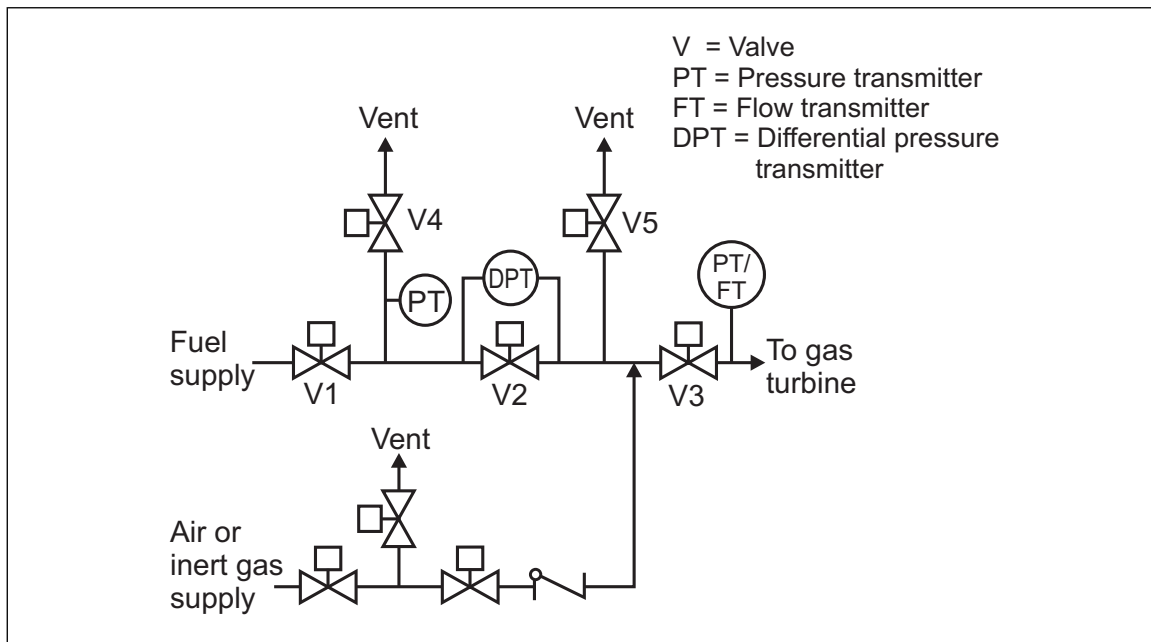 V = Valve
PT = Pressure transmitter
FT = Flow transmitter
DPT = Differential pressure
transmitter
Vent
Vent
V4
V5
DPT
PT/
FT
PT
Fuel
supply
V1
V2
V3
To gas
turbine
Vent
Air or
inert gas
supply